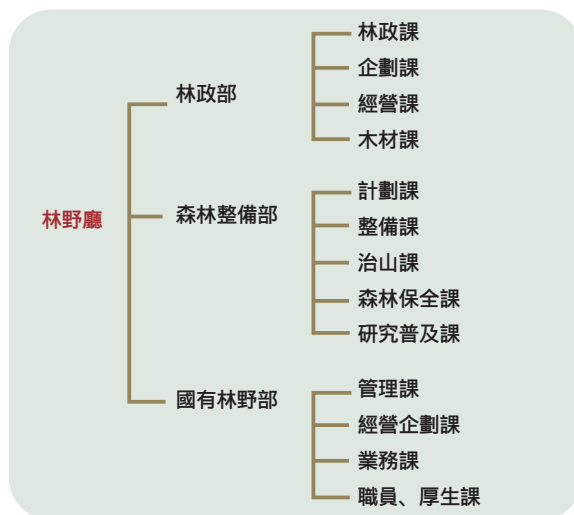 林野廳
林政部
林政課
企劃課
經營課
木材課
森林整備部
計劃課
整備課
治山課
森林保全課
研究普及課
國有林野部
管理課
經營企劃課
業務課
職員、厚生課